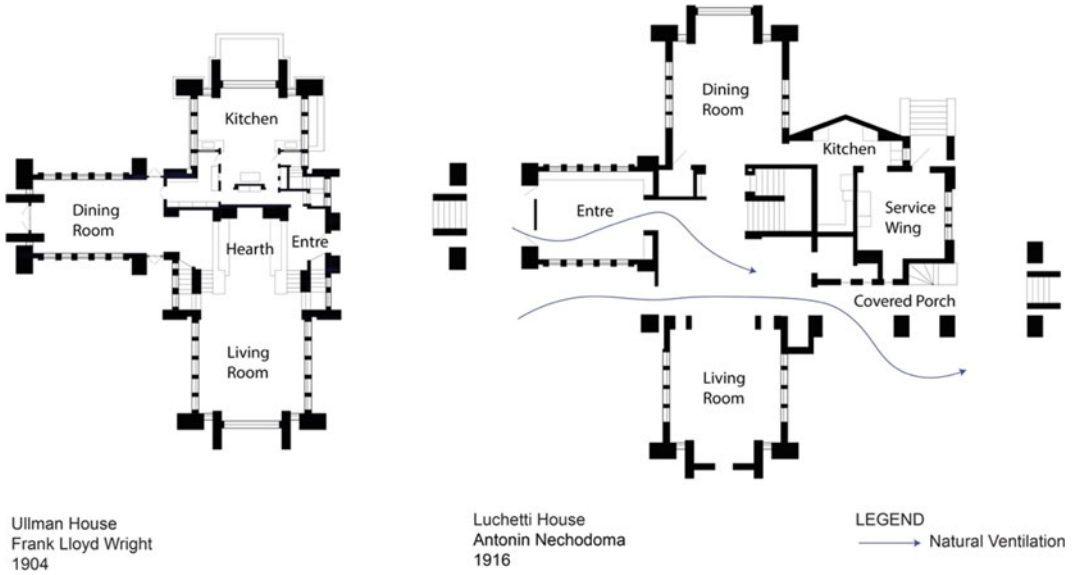 Kitchen
Dining
Room
Hearth
Entre
Living
Room
Ullman House
Frank Lloyd Wright
1904
Dining
Room
Kitchen
Entre
Service
Wing
Covered Porch
Living
Room
Luchetti House
Antonin Nechodoma
1916
LEGEND
Natural Ventilation